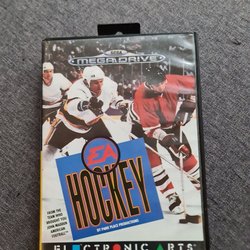 SEGA
MEGA DRIVE
EA
HOCKEY
BY PARK PLACE PRODUCTIONS
FROM THE
TEAM WHO
BROUGHT YOU
JOHN MADDEN
AMERICAN
FOOTBALL
ELECTRONIC ARTS